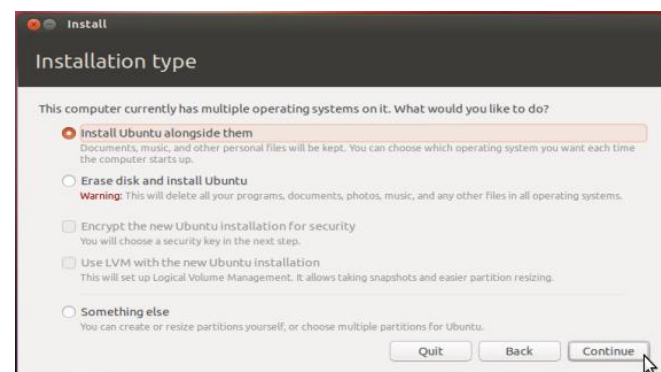 Install
Installation type
This computer currently has multiple operating systems on it. What would you like to do?
Install Ubuntu alongside them
Documents, music, and other personal files will be kept. You can choose which operating system you want each time
the computer starts up.
Erase disk and install Ubuntu
Warning: This will delete all your programs, documents, photos, music, and any other files in all operating systems.
Encrypt the new Ubuntu installation for security
You will choose a security key in the next step.
Use LVM with the new Ubuntu installation
This will set up Logical Volume Management. It allows taking snapshots and easier partition resizing.
Something else
You can create or resize partitions yourself, or choose multiple partitions for Ubuntu.
Quit Back Continue